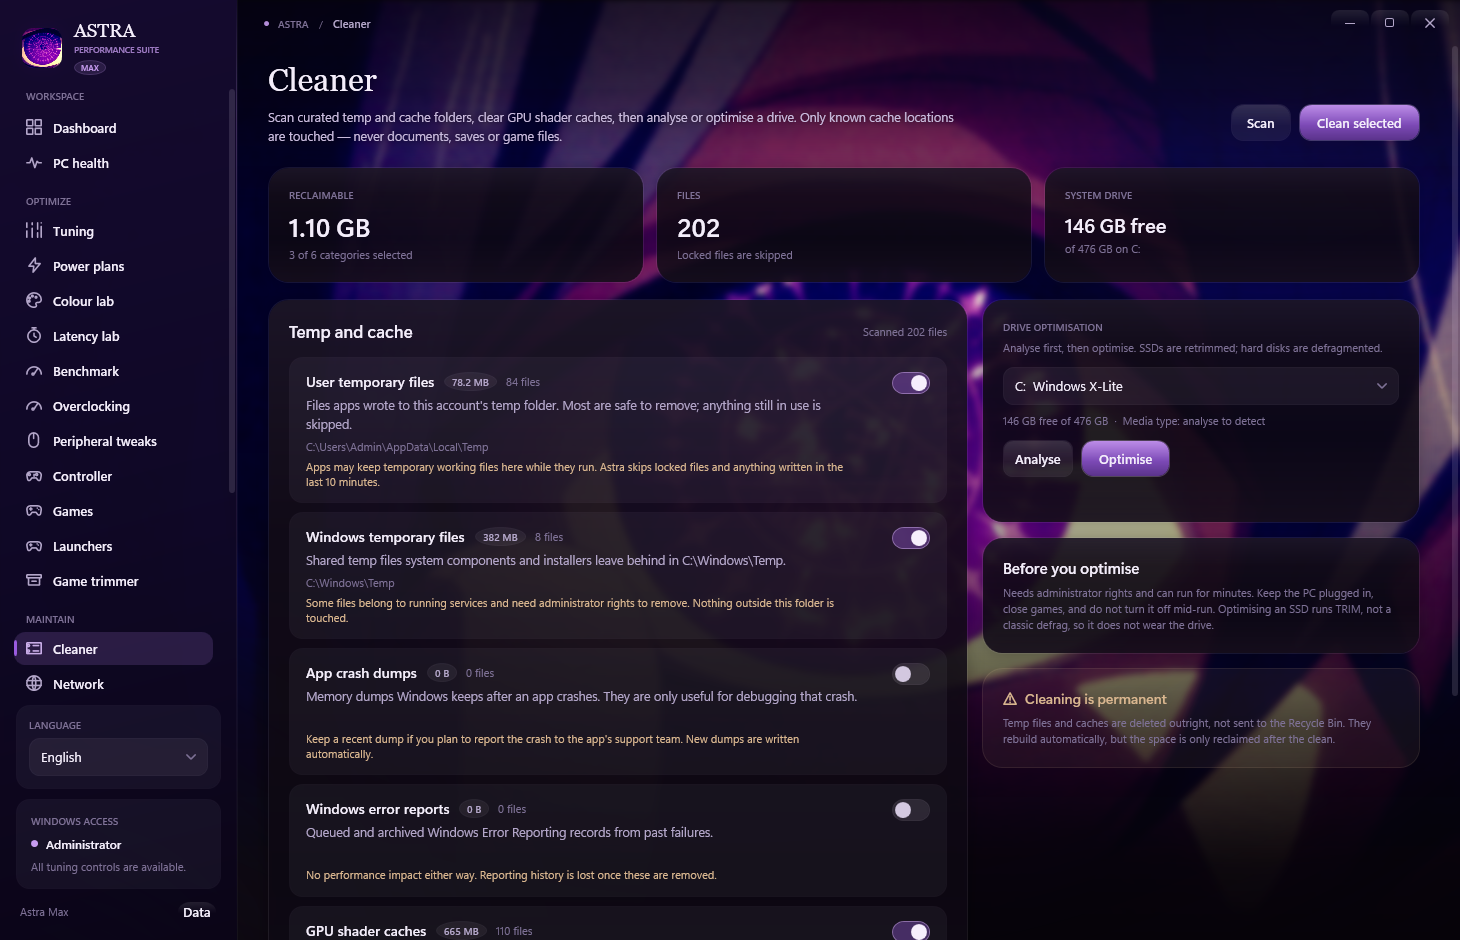 ASTRA
PERFORMANCE SUITE
MAX
WORKSPACE
Dashboard
PC health
OPTIMIZE
Tuning
Power plans
Colour lab
Latency lab
Benchmark
Overclocking
Peripheral tweaks
Controller
Games
Launchers
Game trimmer
MAINTAIN
Cleaner
Network
LANGUAGE
English
WINDOWS ACCESS
Administrator
All tuning controls are available.
Astra Max
Data
ASTRA / Cleaner
Cleaner
Scan curated temp and cache folders, clear GPU shader caches, then analyse or optimise a drive. Only known cache locations
are touched — never documents, saves or game files.
Scan
Clean selected
RECLAIMABLE
1.10 GB
3 of 6 categories selected
FILES
202
Locked files are skipped
SYSTEM DRIVE
146 GB free
of 476 GB on C:
Temp and cache
Scanned 202 files
User temporary files 78.2 MB 84 files
Files apps wrote to this account's temp folder. Most are safe to remove; anything still in use is
skipped.
C:\Users\Admin\AppData\Local\Temp
Apps may keep temporary working files here while they run. Astra skips locked files and anything written in the
last 10 minutes.
Windows temporary files 382 MB 8 files
Shared temp files system components and installers leave behind in C:\Windows\Temp.
C:\Windows\Temp
Some files belong to running services and need administrator rights to remove. Nothing outside this folder is
touched.
App crash dumps 0 B 0 files
Memory dumps Windows keeps after an app crashes. They are only useful for debugging that crash.
Keep a recent dump if you plan to report the crash to the app's support team. New dumps are written
automatically.
Windows error reports 0 B 0 files
Queued and archived Windows Error Reporting records from past failures.
No performance impact either way. Reporting history is lost once these are removed.
GPU shader caches 665 MB 110 files
DRIVE OPTIMISATION
Analyse first, then optimise. SSDs are retrimmed; hard disks are defragmented.
C: Windows X-Lite
146 GB free of 476 GB · Media type: analyse to detect
Analyse
Optimise
Before you optimise
Needs administrator rights and can run for minutes. Keep the PC plugged in,
close games, and do not turn it off mid-run. Optimising an SSD runs TRIM, not a
classic defrag, so it does not wear the drive.
Cleaning is permanent
Temp files and caches are deleted outright, not sent to the Recycle Bin. They
rebuild automatically, but the space is only reclaimed after the clean.